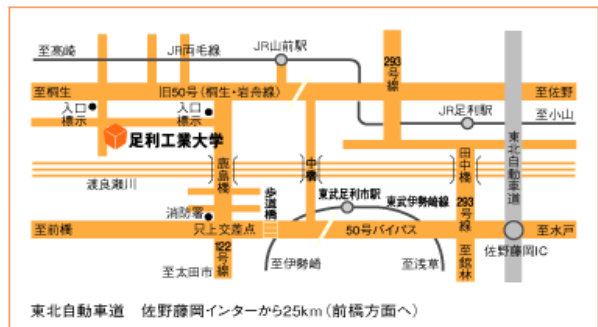 至高崎
JR両毛線
JR山前駅
293号線
至桐生
旧50号(桐生・岩舟線)
至佐野
入口標示
入口標示
JR足利駅
至小山
足利工業大学
東北自動車道
鹿島橋
中橋
田中橋
渡良瀬川
歩道橋
東武足利市駅
東武伊勢崎線
293号線
消防署
至前橋
只上交差点
50号バイパス
至水戸
122号線
佐野藤岡IC
至太田市
至伊勢崎
至浅草
至館林
東北自動車道 佐野藤岡インターから25km(前橋方面へ)